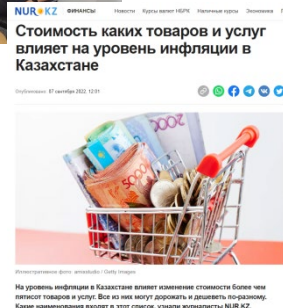 NUR KZ ФИНАНСЫ Новости Курсы валют НБРК Наличные курсы Экономика
Стоимость каких товаров и услуг
влияет на уровень инфляции в
Казахстане
Опубликовано: 07 сентября 2022, 12:01
Иллюстративное фото: amsstudio / Getty Images
На уровень инфляции в Казахстане влияет изменение стоимости более чем
пятисот товаров и услуг. Все из них могут дорожать и дешеветь по-разному.
Какие наименования входят в этот список, узнали журналисты NUR.KZ.